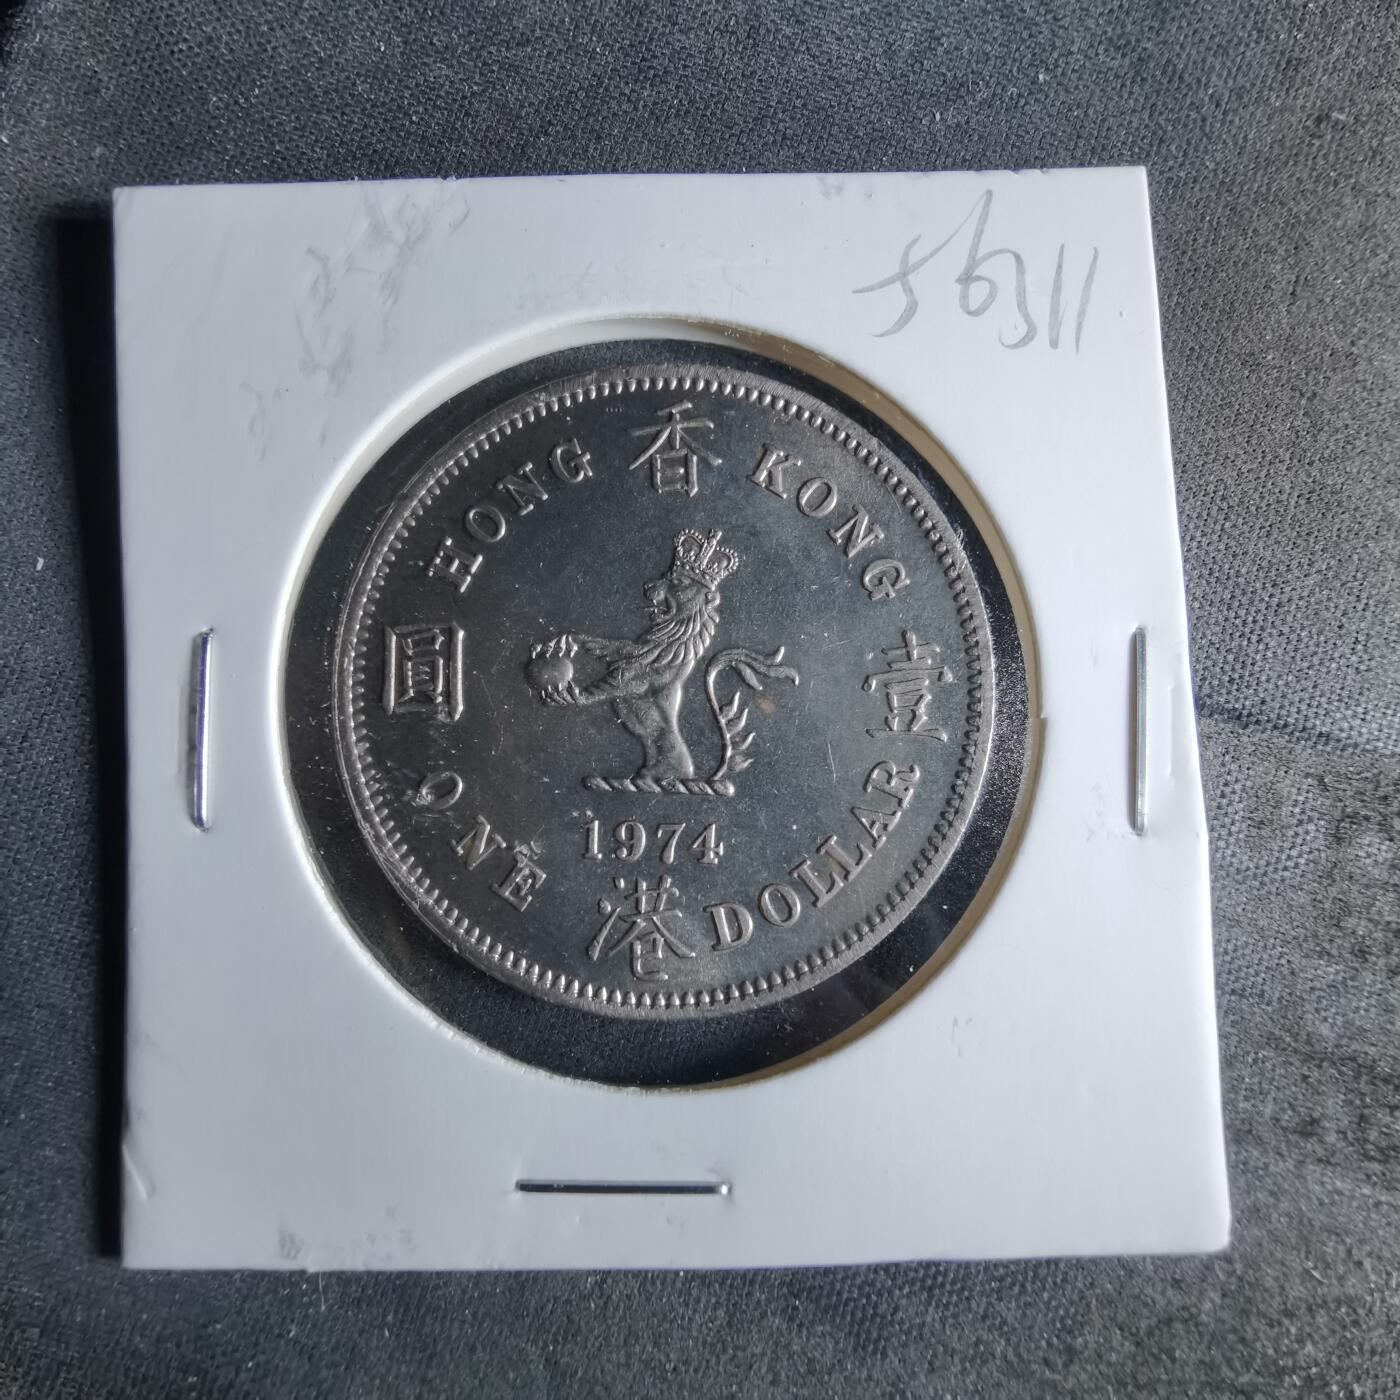 HONG KONG
香
圓
壹
ONE DOLLAR
1974
港